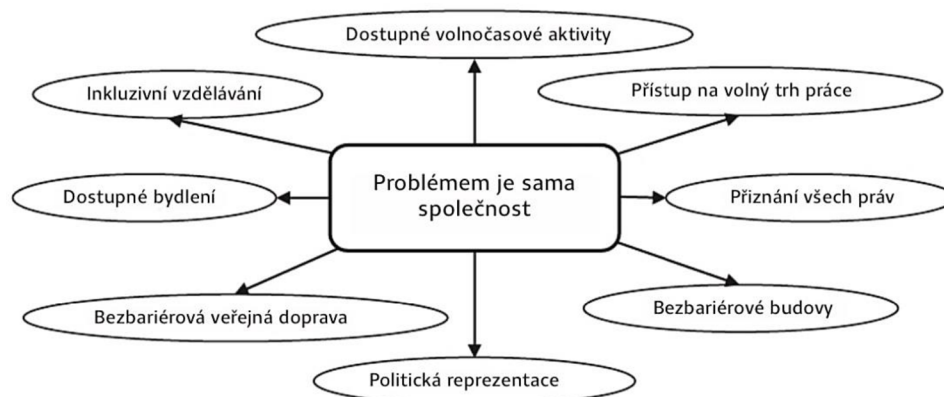 Dostupné volnočasové aktivity
Inkluzivní vzdělávání
Přístup na volný trh práce
Problémem je sama
společnost
Dostupné bydlení
Přiznání všech práv
Bezbariérová veřejná doprava
Bezbariérové budovy
Politická reprezentace